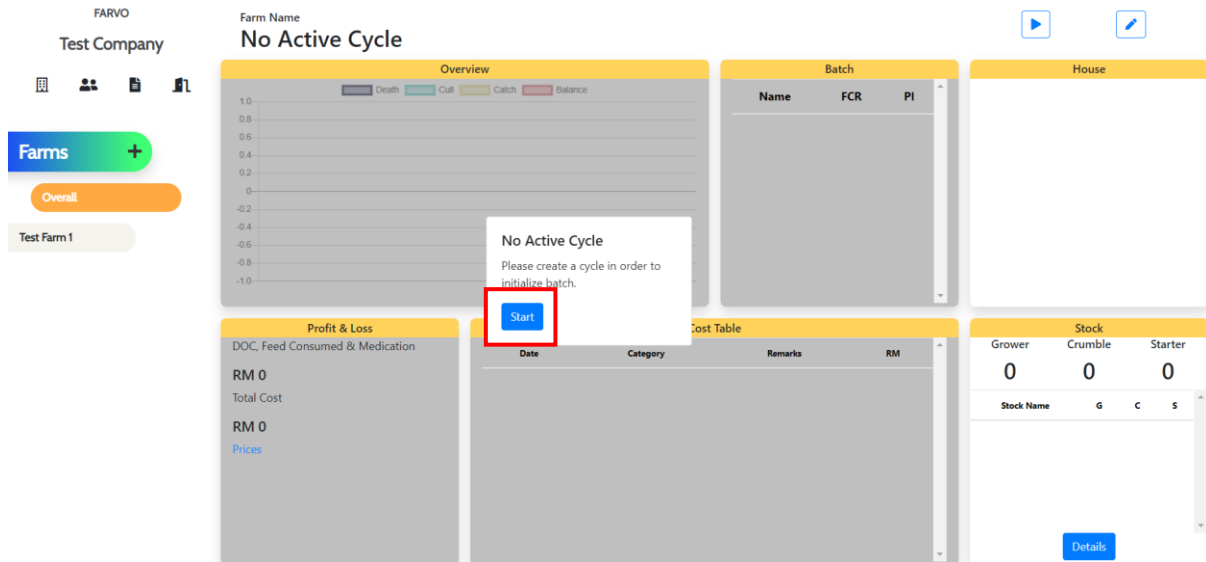 FARVO
Test Company
Farms +
Overall
Test Farm 1
Farm Name
No Active Cycle
Overview
Death Cull Catch Balance
1.0
0.8
0.6
0.4
0.2
0
-0.2
-0.4
-0.6
-0.8
-1.0
Batch
Name FCR PI
House
No Active Cycle
Please create a cycle in order to
initialize batch.
Start
Profit & Loss
DOC, Feed Consumed & Medication
RM 0
Total Cost
RM 0
Prices
Cost Table
Date Category Remarks RM
Stock
Grower Crumble Starter
0 0 0
Stock Name G C S
Details